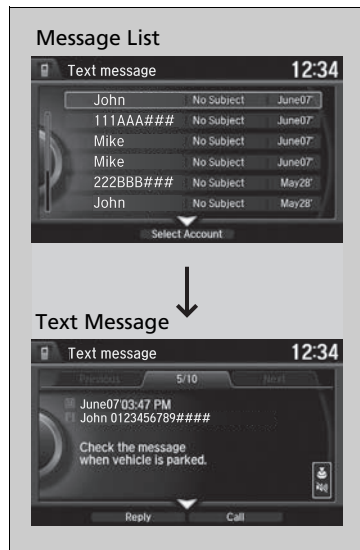 Message List
Text message 12:34
John No Subject June07'
111AAA### No Subject June07'
Mike No Subject June07'
Mike No Subject June07'
222BBB### No Subject May28'
John No Subject May28'
Select Account
Text Message
Text message 12:34
Previous 5/10 Next
June07'03:47 PM
John 0123456789####
Check the message
when vehicle is parked.
Reply Call